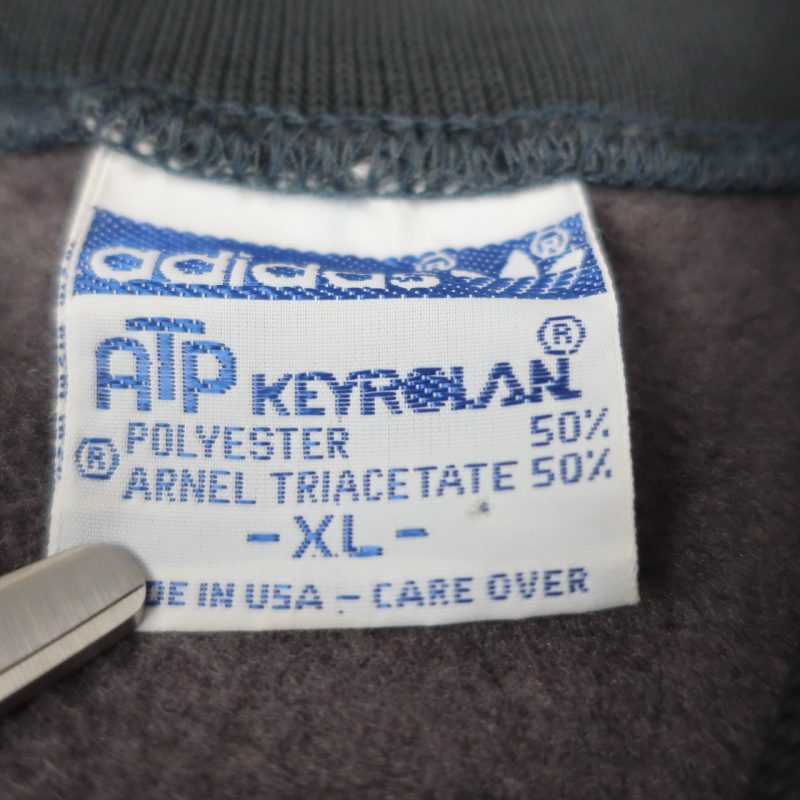 adidas ® ®
ATP KEYROLAN ®
POLYESTER 50%
® ARNEL TRIACETATE 50%
-XL-
DE IN USA - CARE OVER